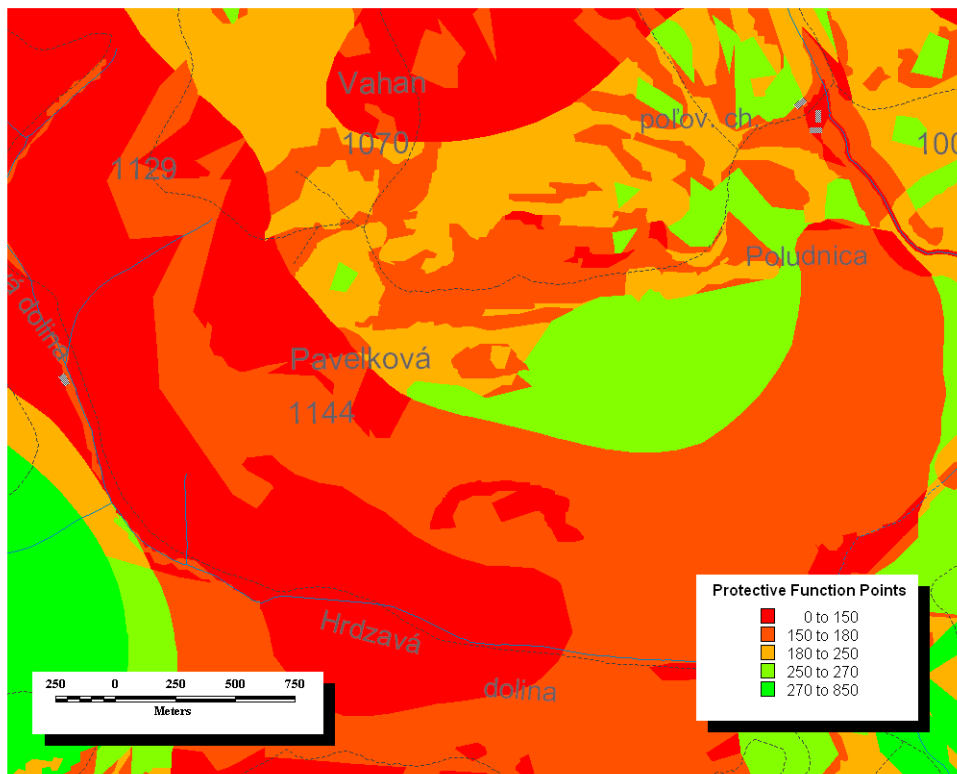 Vahan
poľov. ch.
1070
100
1129
Poludnica
vá dolina
Pavelková
1144
Protective Function Points
0 to 150
150 to 180
180 to 250
250 to 270
270 to 850
Hrdzavá
dolina
250 0 250 500 750
Meters